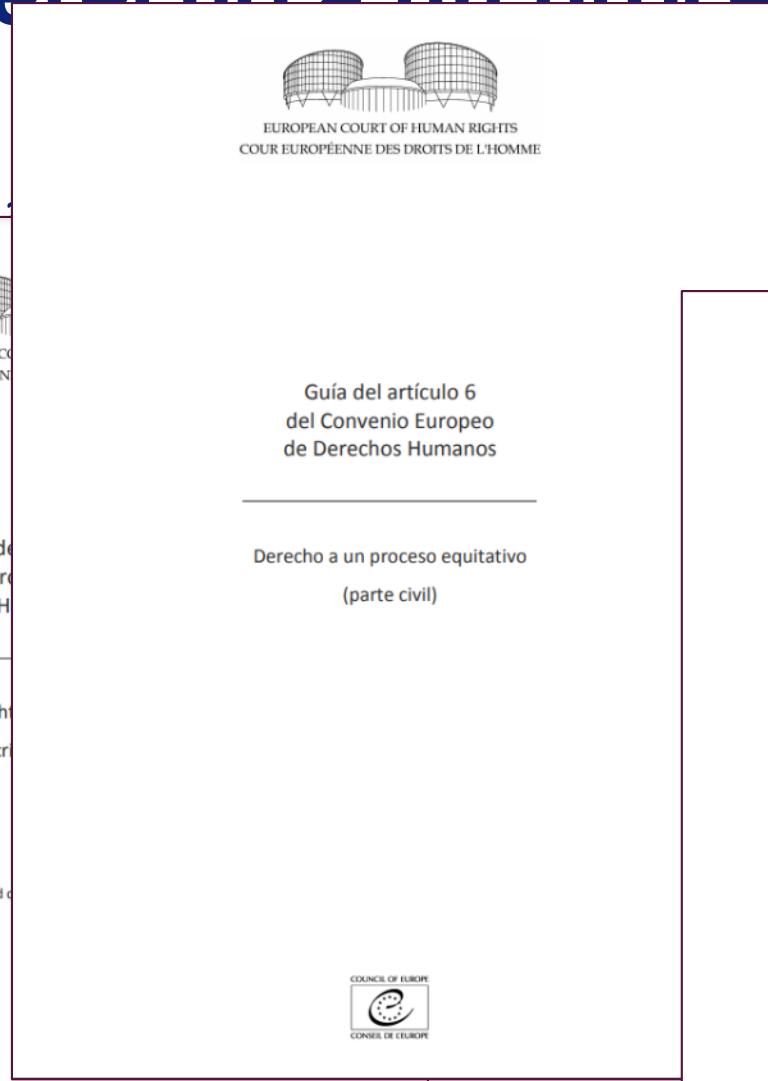 EUROPEAN COURT OF HUMAN RIGHTS
COUR EUROPÉENNE DES DROITS DE L'HOMME
Guía del artículo 6
del Convenio Europeo
de Derechos Humanos
Derecho a un proceso equitativo
(parte civil)
COUNCIL OF EUROPE
CONSEIL DE L'EUROPE